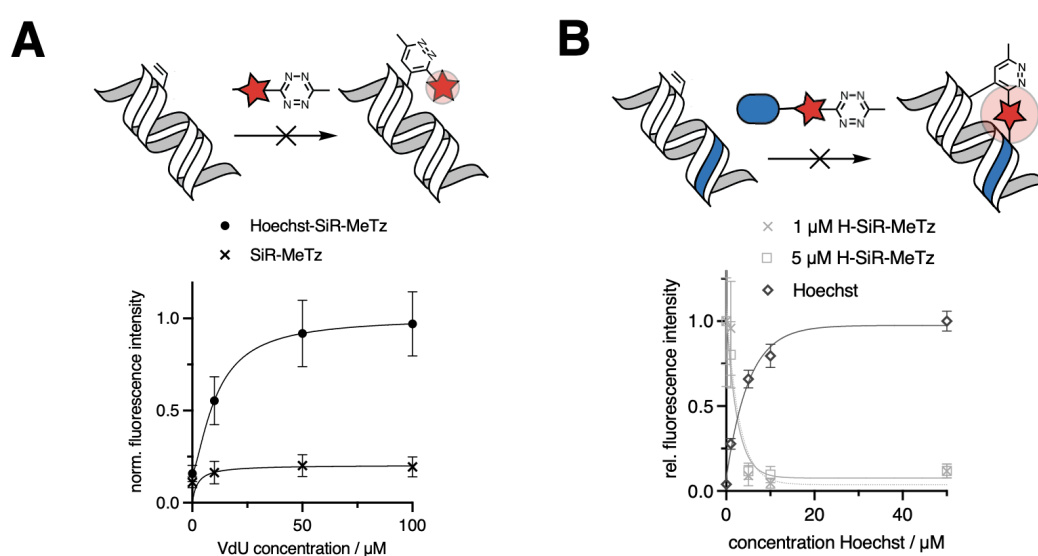 A
N
N
N N
N N
Hoechst-SiR-MeTz
SiR-MeTz
norm. fluorescence intensity
1.0
0.5
0.0
0
50
100
VdU concentration / µM
B
N N
N N
N
N
1 µM H-SiR-MeTz
5 µM H-SiR-MeTz
Hoechst
rel. fluorescence intensity
1.0
0.5
0.0
0
20
40
concentration Hoechst / µM